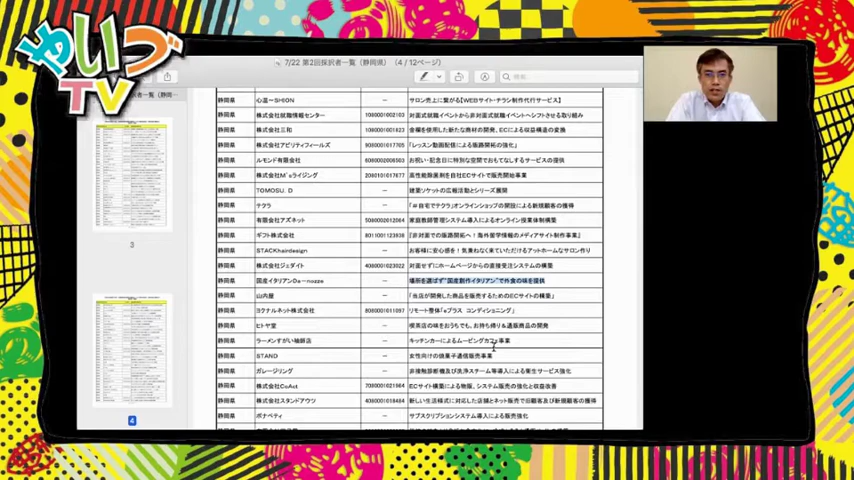 やいづ
TV
7/22 第2回採択者一覧（静岡県）（4 / 12ページ）
検索
静岡県 心温～SHION － サロン売上に繋がる【WEBサイト・チラシ制作代行サービス】
静岡県 株式会社就職情報センター 1080001002103 対面式就職イベントから非対面式就職イベントへシフトさせる取り組み
静岡県 株式会社三和 － 金襴を使用した新たな商材の開発、ECによる収益構造の変換
静岡県 株式会社アビリティフィールズ 「レッスン動画配信による販路開拓の強化」
静岡県 ルモンド有限会社 お祝い・記念日に特別な空間でおもてなしするサービスの提供
静岡県 株式会社M'sライジング 高性能除菌剤を自社ECサイトで販売開始事業
静岡県 TOMOSU．D － 建築ソケットの広報活動とシリーズ展開
静岡県 テクラ － 「＃自宅でテクラ」オンラインショップの開設による新規顧客の獲得
静岡県 有限会社アズネット 家庭教師管理システム導入によるオンライン授業体制構築
静岡県 ギフト株式会社 『非対面での販路開拓へ！海外留学情報のメディアサイト制作事業』
静岡県 STACKhairdesign － お客様に安心感を！気兼ねなく来ていただけるアットホームなサロン作り
静岡県 株式会社ジェダイト 対面せずにホームページからの直接受注システムの構築
静岡県 国産イタリアンDe－nozze － 場所を選ばず“国産創作イタリアン”で外食の味を提供
静岡県 山内屋 － 「当店が開発した商品を販売するためのECサイトの構築」
静岡県 ヨクナルネット株式会社 リモート整体「eプラス コンディショニング」
静岡県 ヒトヤ堂 － 喫茶店の味をおうちでも。お持ち帰り＆通販商品の開発
静岡県 ラーメンすがい袖師店 － キッチンカーによるムービングカフェ事業
静岡県 STAND － 女性向けの焼菓子通信販売事業
静岡県 ガレージリング － 非接触診断機及び洗浄スチーム等導入による衛生サービス強化
静岡県 株式会社CoAct ECサイト構築による物販、システム販売の強化と収益改善
静岡県 株式会社スタンドアウツ 新しい生活様式に対応した店舗とネット販売で旧顧客及び新規顧客の獲得
静岡県 ボナペティ － サブスクリプションシステム導入による販売強化
3
4